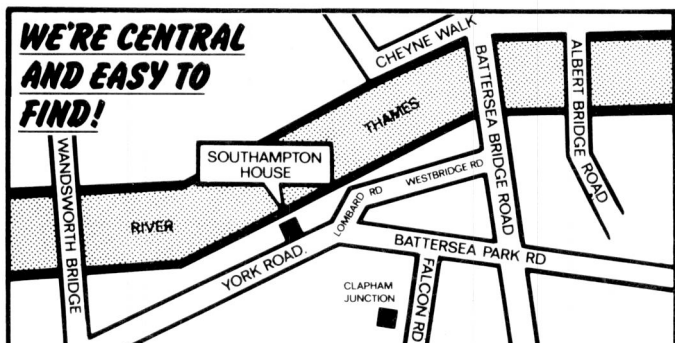 WE'RE CENTRAL
AND EASY TO
FIND!
CHEYNE WALK
BATTERSEA BRIDGE ROAD
ALBERT BRIDGE ROAD
THAMES
WANDSWORTH BRIDGE
SOUTHAMPTON
HOUSE
WESTBRIDGE RD
LOMBARD RD
RIVER
YORK ROAD.
BATTERSEA PARK RD
CLAPHAM
JUNCTION
FALCON RD